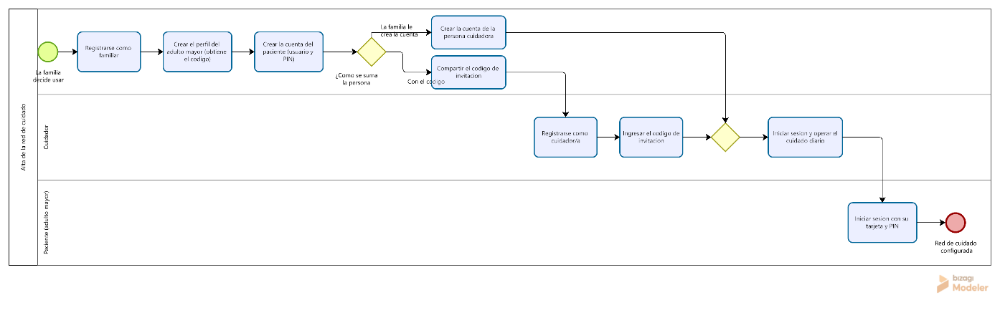 Alta de la red de cuidado
La familia
decide usar
Registrarse como
familiar
Crear el perfil del
adulto mayor (obtiene
el codigo)
Crear la cuenta del
paciente (usuario y
PIN)
¿Como se suma
la persona
La familia le
crea la cuenta
Crear la cuenta de la
persona cuidadora
Con el codigo
Compartir el codigo de
invitacion
Cuidador
Registrarse como
cuidador/a
Ingresar el codigo de
invitacion
Iniciar sesion y operar el
cuidado diario
Paciente (adulto mayor)
Iniciar sesion con su
tarjeta y PIN
Red de cuidado
configurada
bizagi
Modeler